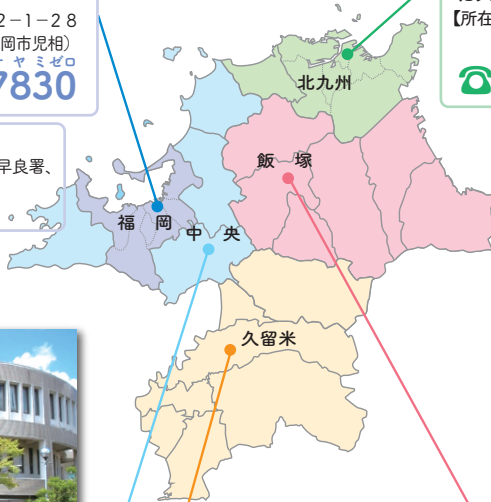 2－1－28
岡市児相）
ヤミゼロ
7830
早良署、
【所在
北九州
飯塚
福岡
中央
久留米